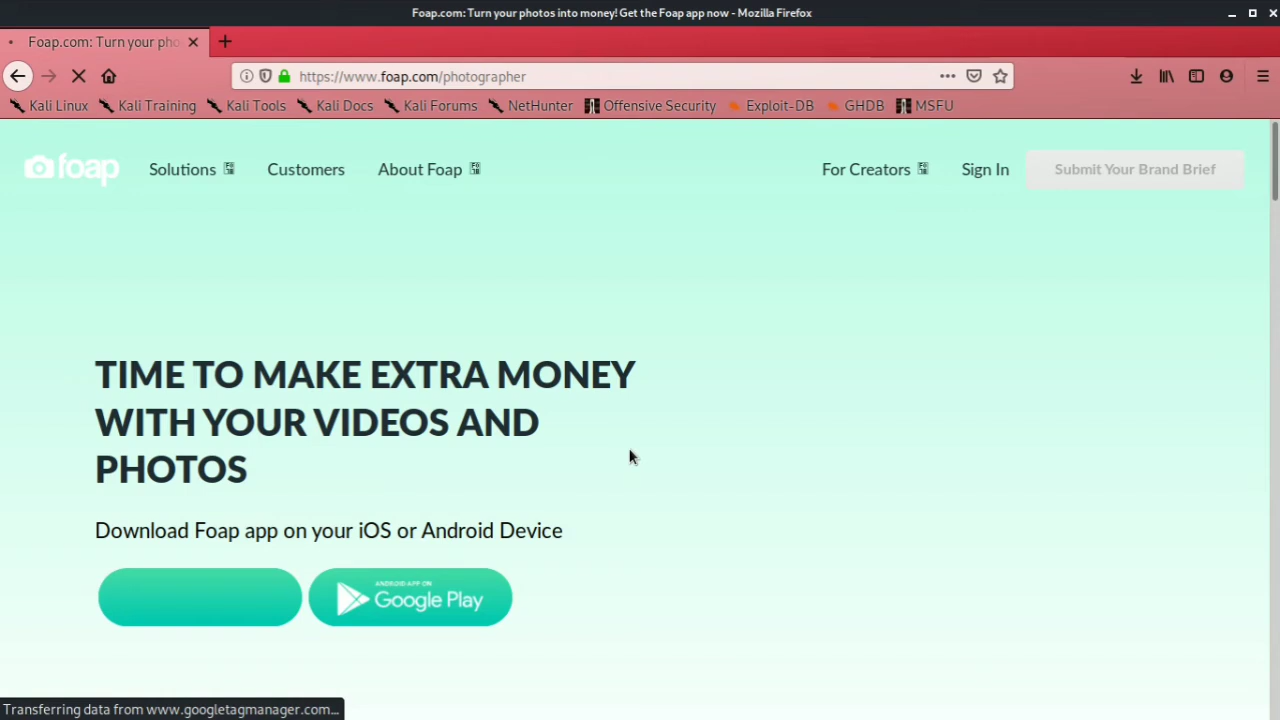 Foap.com: Turn your photos into money! Get the Foap app now - Mozilla Firefox
Foap.com: Turn your pho
https://www.foap.com/photographer
Kali Linux Kali Training Kali Tools Kali Docs Kali Forums NetHunter Offensive Security Exploit-DB GHDB MSFU
foap Solutions Customers About Foap For Creators Sign In Submit Your Brand Brief
TIME TO MAKE EXTRA MONEY
WITH YOUR VIDEOS AND
PHOTOS
Download Foap app on your iOS or Android Device
ANDROID APP ON
Google Play
Transferring data from www.googletagmanager.com...